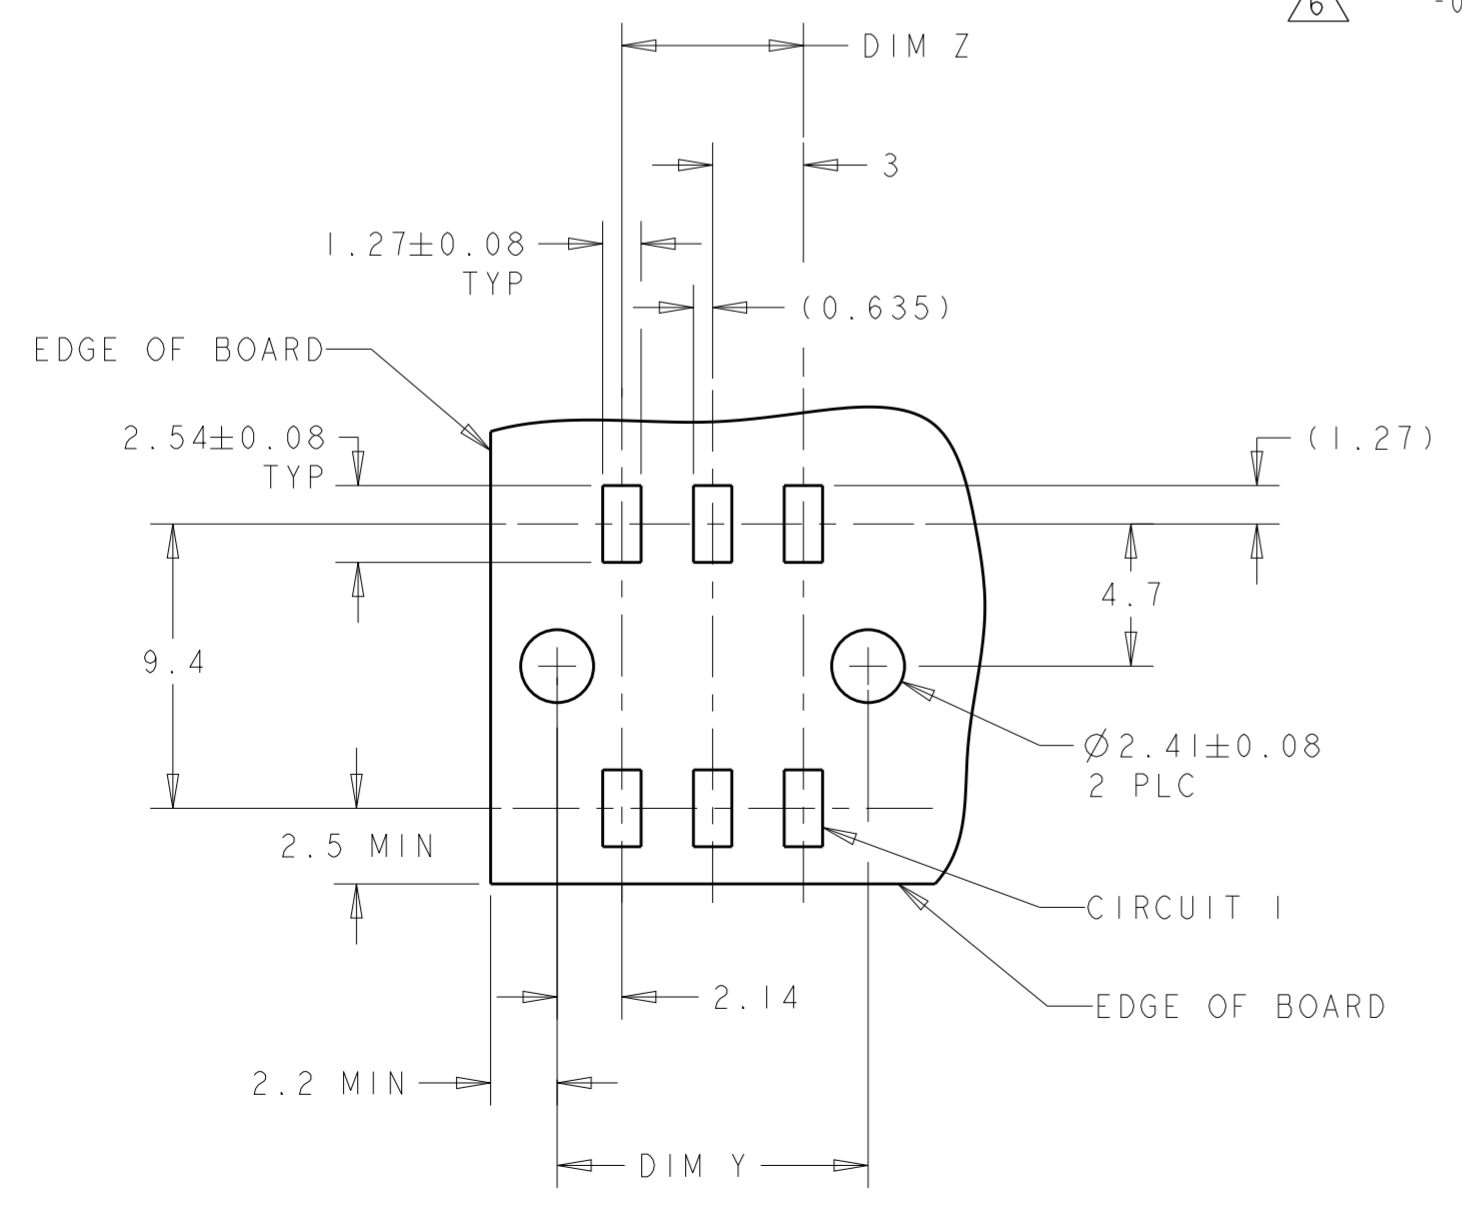 6
-0
DIM Z
3
1.27±0.08
TYP
(0.635)
EDGE OF BOARD
2.54±0.08
TYP
(1.27)
4.7
9.4
Ø2.41±0.08
2 PLC
2.5 MIN
CIRCUIT 1
2.14
EDGE OF BOARD
2.2 MIN
DIM Y